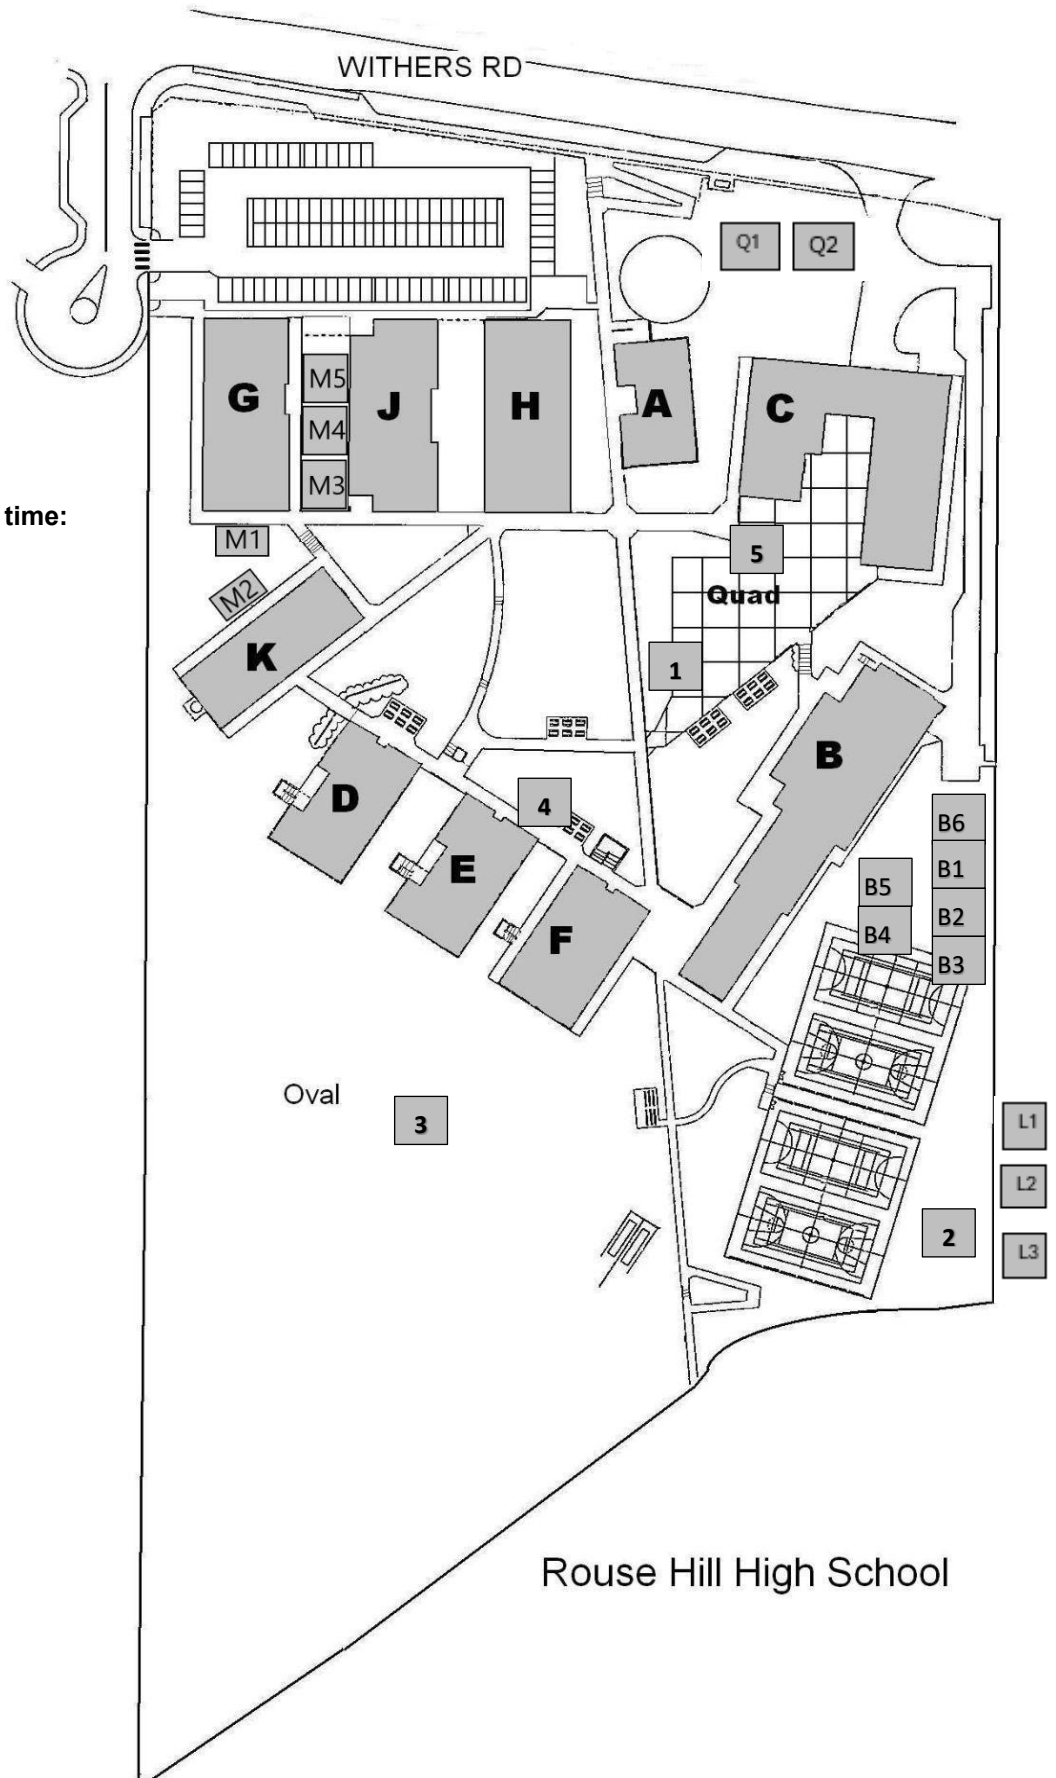 WITHERS RD
Q1 Q2
G M5 J H A C
M4
M3
time:
M1
5
M2 Quad
K 1
B
D 4
B6
E B5 B1
B4 B2
F B3
Oval
3 L1
L2
2
L3
Rouse Hill High School